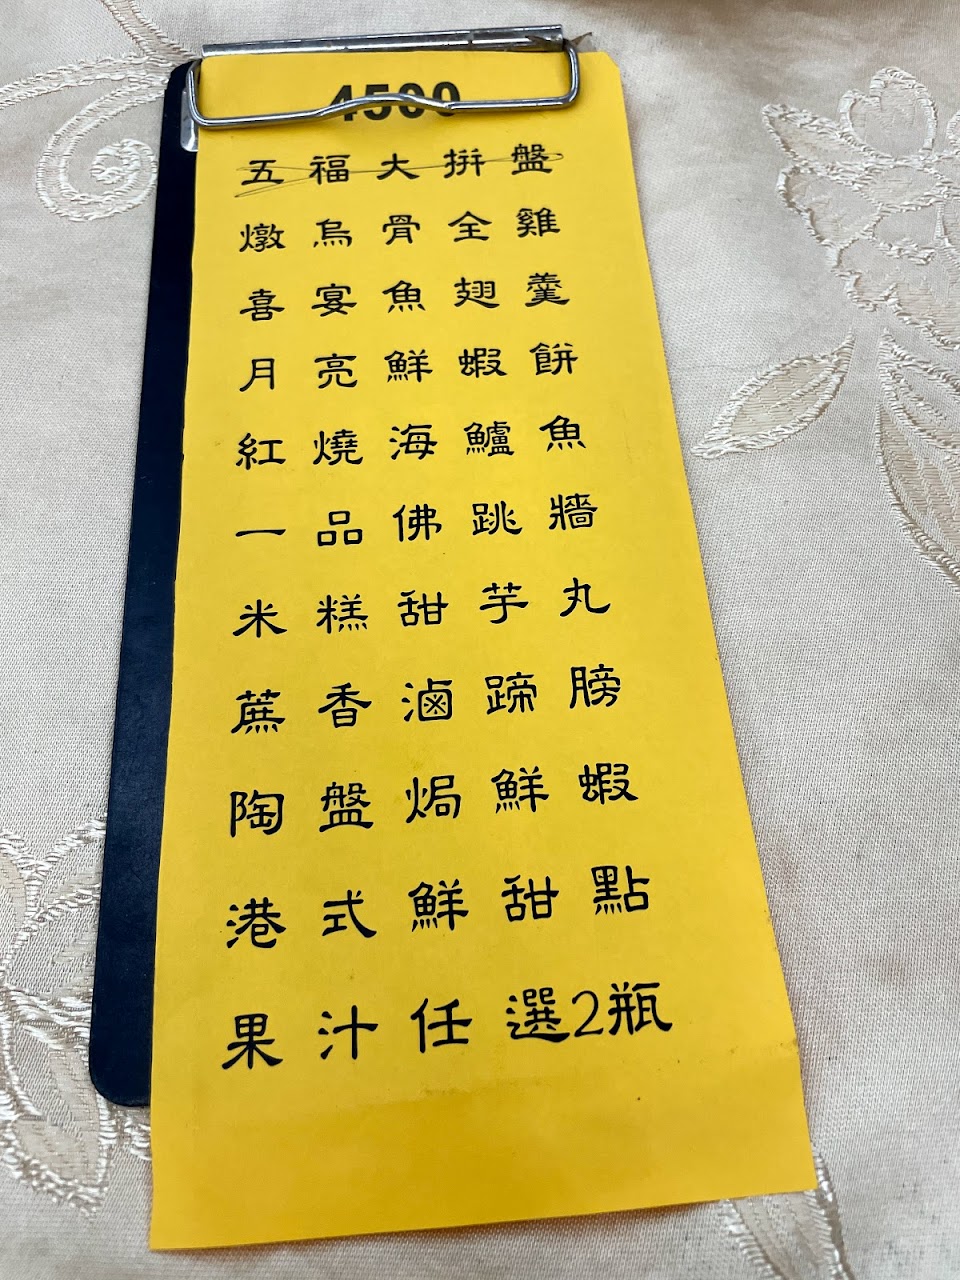 4500
五福大拼盤
燉烏骨全雞
喜宴魚翅羹
月亮鮮蝦餅
紅燒海鱸魚
一品佛跳牆
米糕甜芋丸
蔗香滷蹄膀
陶盤焗鮮蝦
港式鮮甜點
果汁任選2瓶